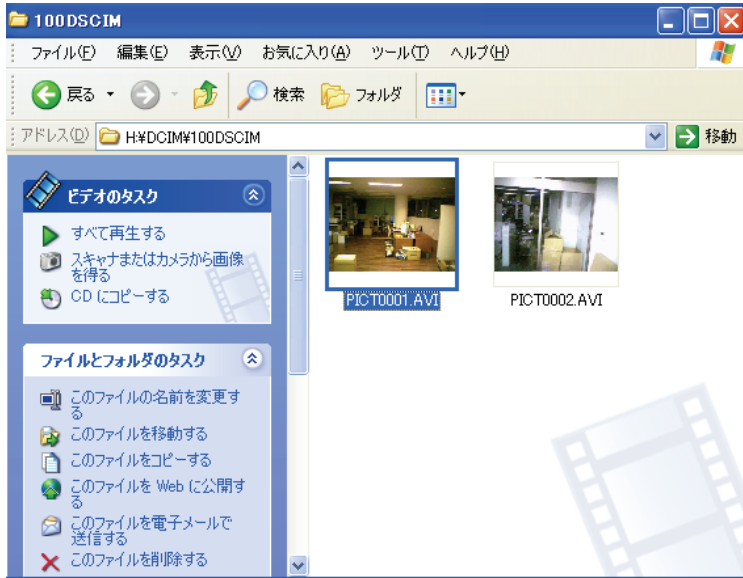 100DSCIM
ファイル(F) 編集(E) 表示(V) お気に入り(A) ツール(T) ヘルプ(H)
戻る 検索 フォルダ
アドレス(D) H:¥DCIM¥100DSCIM 移動
ビデオのタスク
すべて再生する
スキャナまたはカメラから画像
を得る
CD にコピーする
ファイルとフォルダのタスク
このファイルの名前を変更す
る
このファイルを移動する
このファイルをコピーする
このファイルを Web に公開す
る
このファイルを電子メールで
送信する
このファイルを削除する
PICT0001.AVI PICT0002.AVI